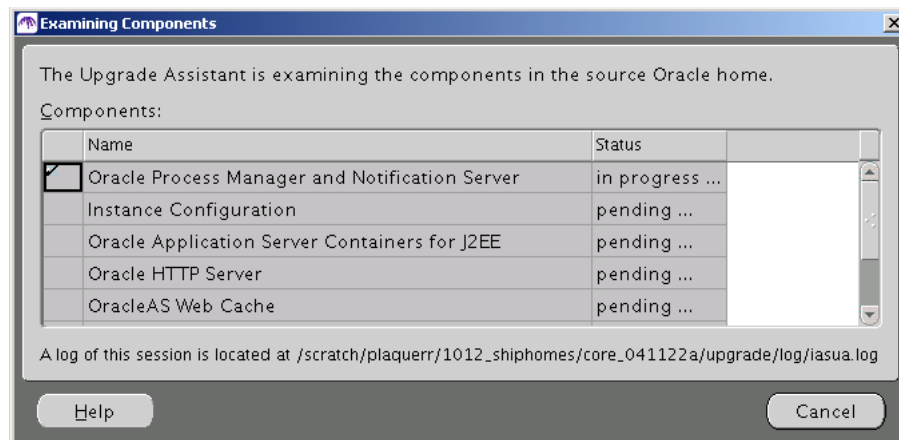 Examining Components
The Upgrade Assistant is examining the components in the source Oracle home.
Components:
Name Status
Oracle Process Manager and Notification Server in progress ...
Instance Configuration pending ...
Oracle Application Server Containers for J2EE pending ...
Oracle HTTP Server pending ...
OracleAS Web Cache pending ...
A log of this session is located at /scratch/plaquerr/1012_shiphomes/core_041122a/upgrade/log/iasua.log
Help Cancel